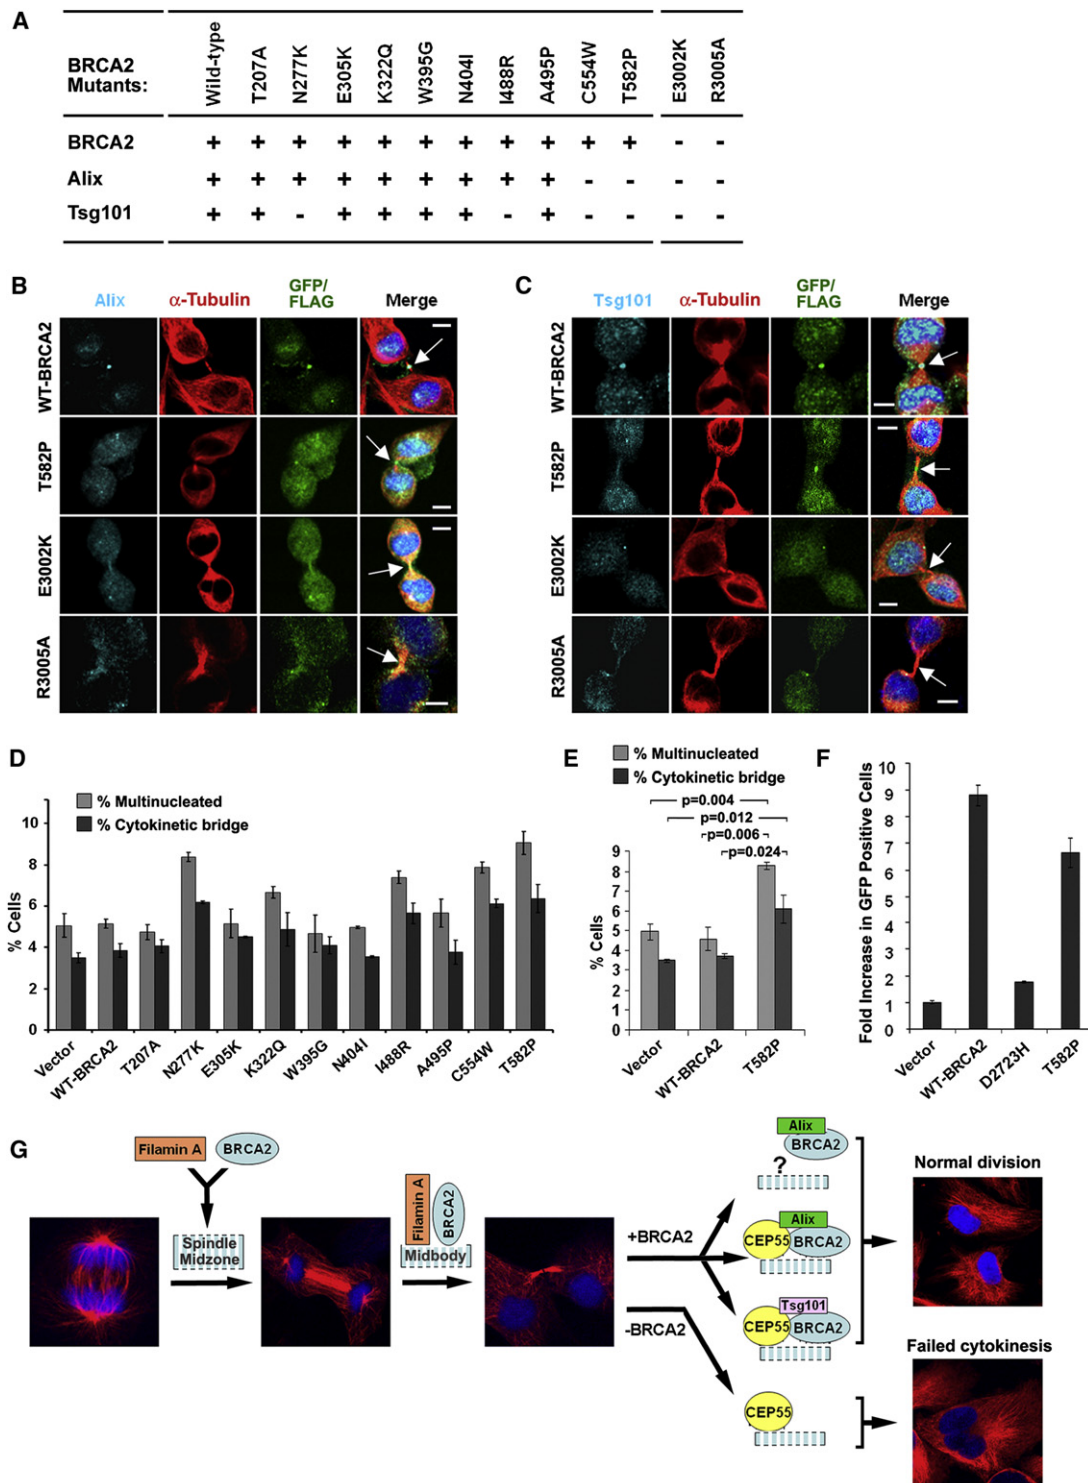 A
BRCA2 Mutants: Wild-type T207A N277K E305K K322Q W395G N404I I488R A495P C554W T582P E3002K R3005A
BRCA2 + + + + + + + + + + + - -
Alix + + + + + + + + + - - - -
Tsg101 + + - + + + + - + - - - -
B
Alix α-Tubulin GFP/FLAG Merge
WT-BRCA2
T582P
E3002K
R3005A
C
Tsg101 α-Tubulin GFP/FLAG Merge
WT-BRCA2
T582P
E3002K
R3005A
D
% Multinucleated
% Cytokinetic bridge
% Cells
10
8
6
4
2
0
Vector WT-BRCA2 T207A N277K E305K K322Q W395G N404I I488R A495P C554W T582P
E
% Multinucleated
% Cytokinetic bridge
p=0.004
p=0.012
p=0.006
p=0.024
% Cells
9
8
7
6
5
4
3
2
1
0
Vector WT-BRCA2 T582P
F
Fold Increase in GFP Positive Cells
10
9
8
7
6
5
4
3
2
1
0
Vector WT-BRCA2 D2723H T582P
G
Filamin A BRCA2
Spindle Midzone
Filamin A BRCA2
Midbody
+BRCA2
-BRCA2
Alix
BRCA2
?
Alix
CEP55 BRCA2
Tsg101
CEP55 BRCA2
CEP55
Normal division
Failed cytokinesis